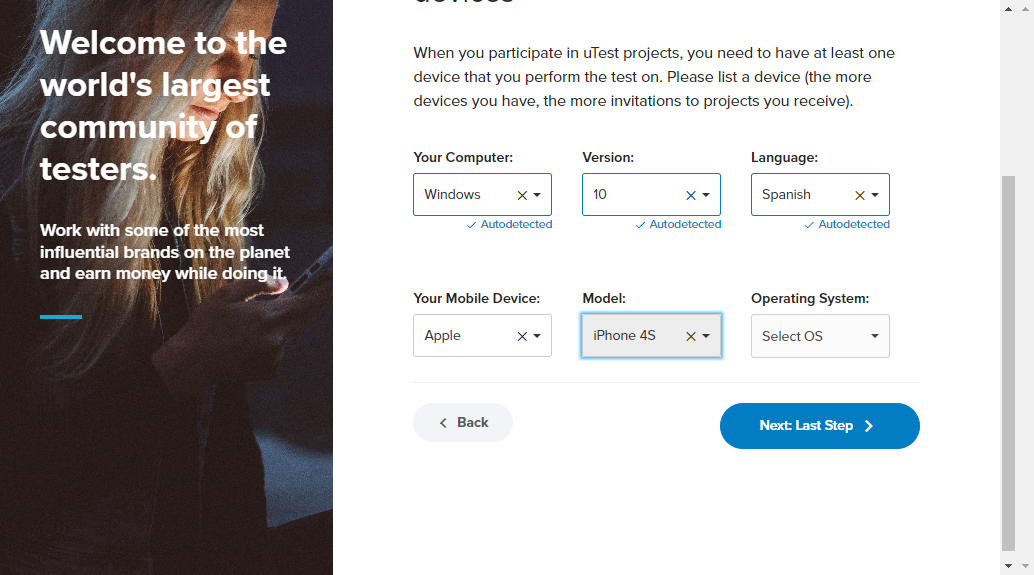 devices
Welcome to the
world's largest
community of
testers.
Work with some of the most
influential brands on the planet
and earn money while doing it.
When you participate in uTest projects, you need to have at least one
device that you perform the test on. Please list a device (the more
devices you have, the more invitations to projects you receive).
Your Computer: Version: Language:
Windows 10 Spanish
Autodetected Autodetected Autodetected
Your Mobile Device: Model: Operating System:
Apple iPhone 4S Select OS
Back Next: Last Step